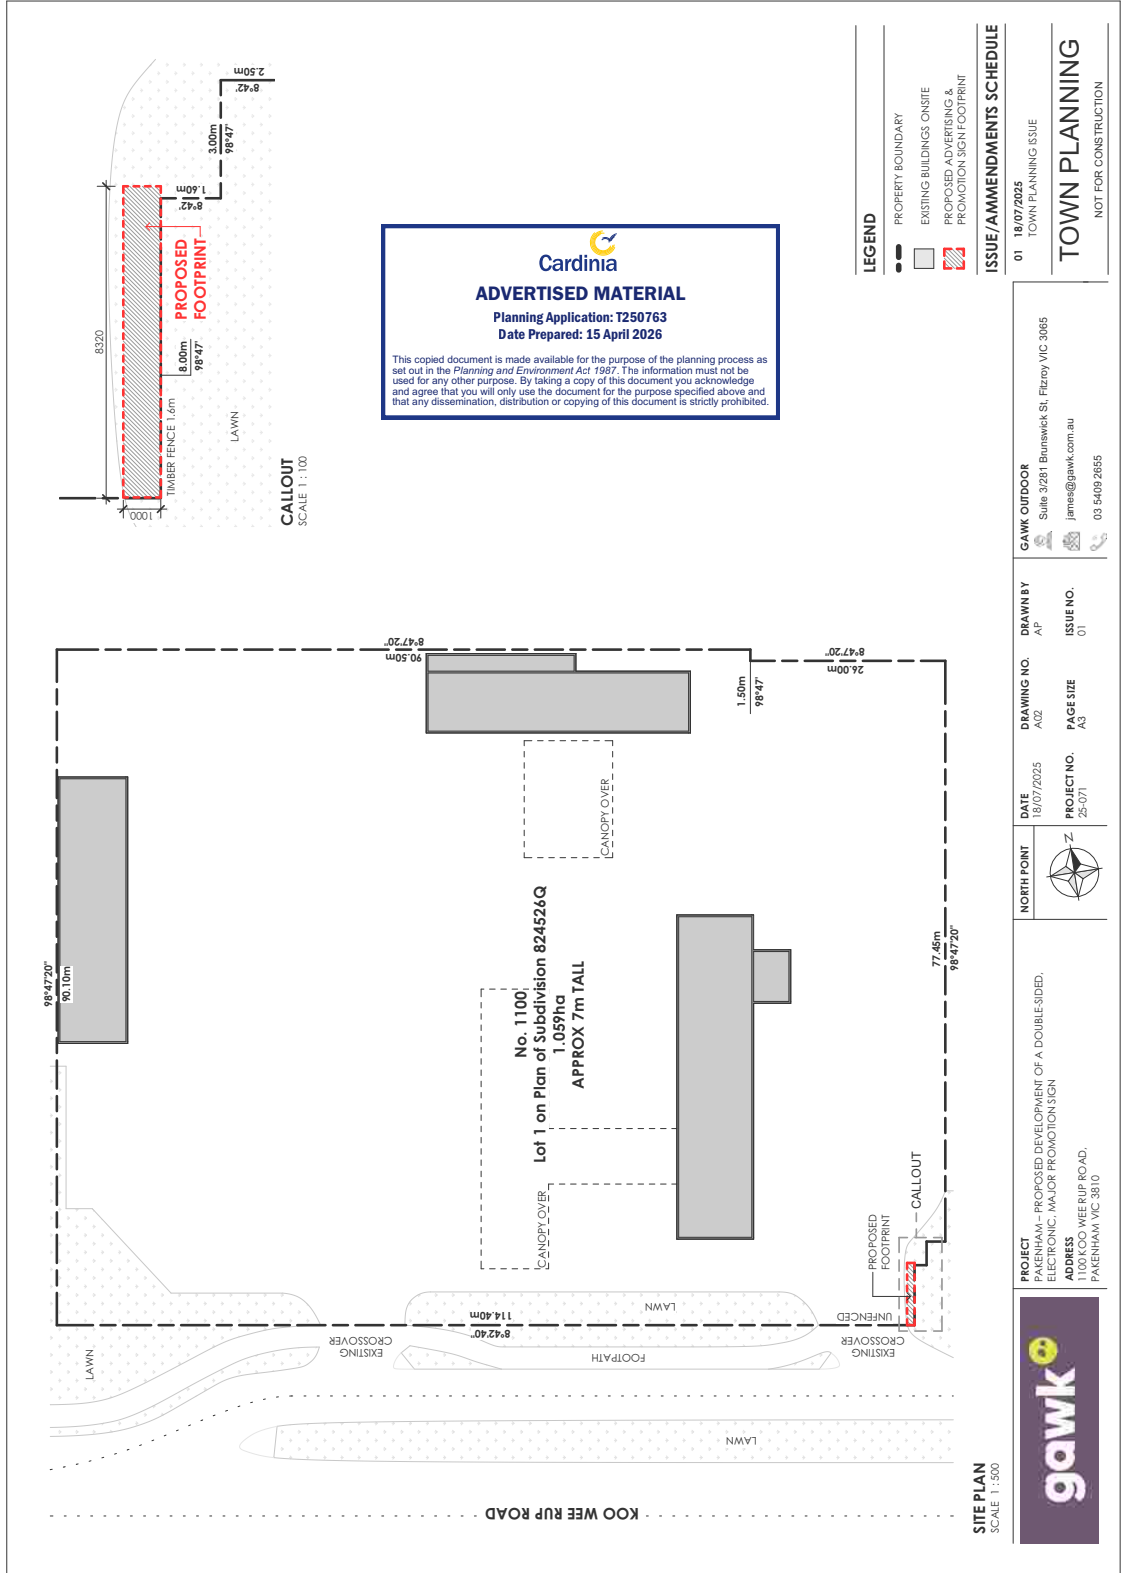 8320
1000
PROPOSED
FOOTPRINT
8.00m
98°47'
1.60m
8°42'
3.00m
98°47'
2.50m
8°42'
TIMBER FENCE 1.6m
LAWN
CALLOUT
SCALE 1 : 100
Cardinia
ADVERTISED MATERIAL
Planning Application: T250763
Date Prepared: 15 April 2026
This copied document is made available for the purpose of the planning process as
set out in the Planning and Environment Act 1987. The information must not be
used for any other purpose. By taking a copy of this document you acknowledge
and agree that you will only use the document for the purpose specified above and
that any dissemination, distribution or copying of this document is strictly prohibited.
LEGEND
PROPERTY BOUNDARY
EXISTING BUILDINGS ONSITE
PROPOSED ADVERTISING &
PROMOTION SIGN FOOTPRINT
ISSUE/AMMENDMENTS SCHEDULE
01 18/07/2025
TOWN PLANNING ISSUE
TOWN PLANNING
NOT FOR CONSTRUCTION
98°47'20"
90.10m
8°47'20"
90.50m
1.50m
98°47'
8°47'20"
26.00m
77.45m
98°47'20"
114.40m
8°42'40"
CANOPY OVER
No. 1100
Lot 1 on Plan of Subdivision 824526Q
1.059ha
APPROX 7m TALL
CANOPY OVER
PROPOSED
FOOTPRINT
CALLOUT
UNFENCED
EXISTING
CROSSOVER
LAWN
FOOTPATH
EXISTING
CROSSOVER
LAWN
LAWN
KOO WEE RUP ROAD
SITE PLAN
SCALE 1 : 500
gawk
PROJECT
PAKENHAM – PROPOSED DEVELOPMENT OF A DOUBLE-SIDED,
ELECTRONIC, MAJOR PROMOTION SIGN
ADDRESS
1100 KOO WEE RUP ROAD,
PAKENHAM VIC 3810
NORTH POINT
N
DATE
18/07/2025
PROJECT NO.
25-071
DRAWING NO.
A02
PAGE SIZE
A3
DRAWN BY
AP
ISSUE NO.
01
GAWK OUTDOOR
Suite 3/281 Brunswick St, Fitzroy VIC 3065
james@gawk.com.au
03 5409 2655